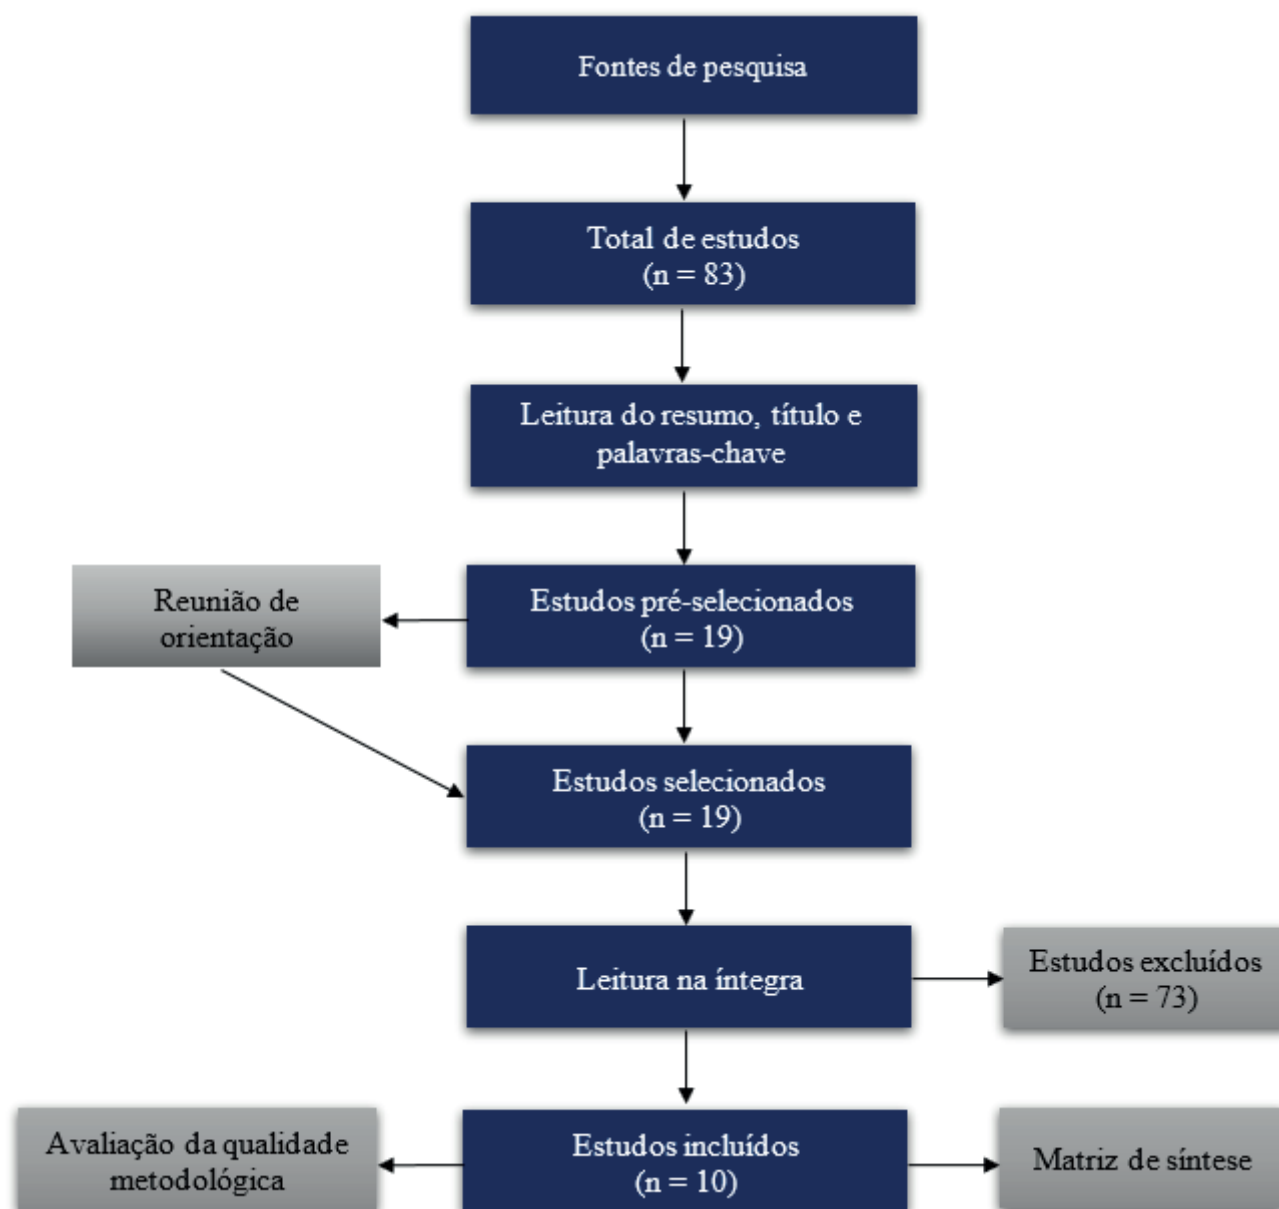 Fontes de pesquisa
Total de estudos
(n = 83)
Leitura do resumo, título e
palavras-chave
Reunião de
orientação
Estudos pré-selecionados
(n = 19)
Estudos selecionados
(n = 19)
Leitura na íntegra
Estudos excluídos
(n = 73)
Avaliação da qualidade
metodológica
Estudos incluídos
(n = 10)
Matriz de síntese